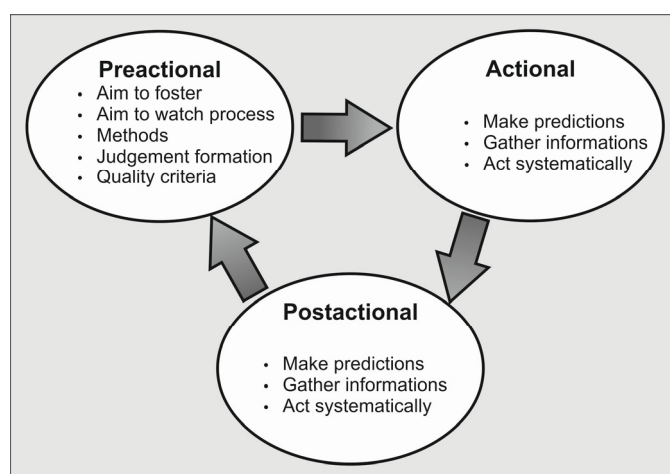 Preactional
• Aim to foster
• Aim to watch process
• Methods
• Judgement formation
• Quality criteria
Actional
• Make predictions
• Gather informations
• Act systematically
Postactional
• Make predictions
• Gather informations
• Act systematically